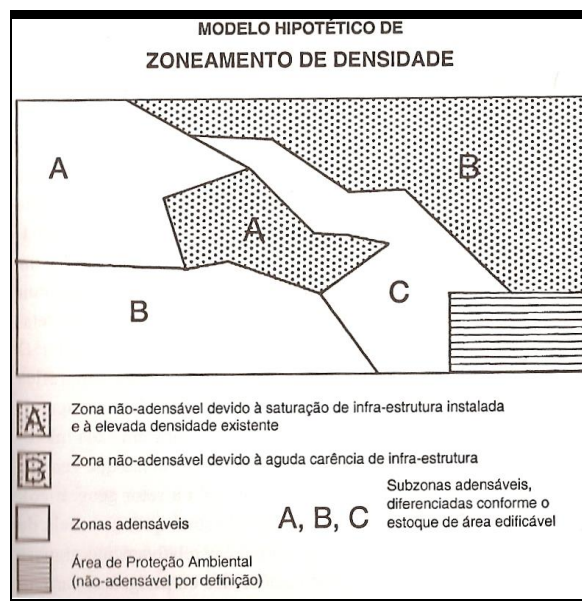 MODELO HIPOTÉTICO DE
ZONEAMENTO DE DENSIDADE
A
B
A
C
B
A
Zona não-adensável devido à saturação de infra-estrutura instalada
e à elevada densidade existente
B
Zona não-adensável devido à aguda carência de infra-estrutura
Zonas adensáveis
A, B, C
Subzonas adensáveis,
diferenciadas conforme o
estoque de área edificável
Área de Proteção Ambiental
(não-adensável por definição)